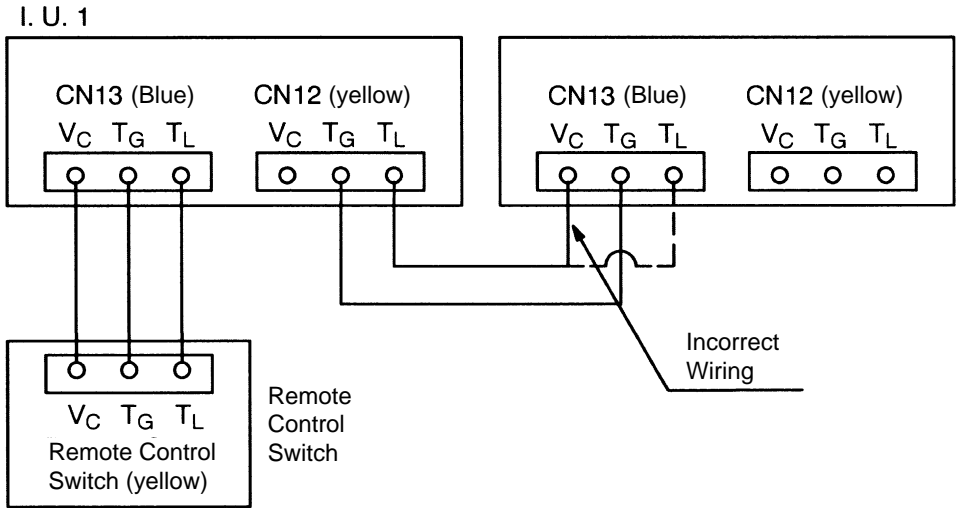 I. U. 1
CN13 (Blue) CN12 (yellow)
VC TG TL VC TG TL
CN13 (Blue) CN12 (yellow)
VC TG TL VC TG TL
Incorrect
Wiring
VC TG TL
Remote Control
Switch (yellow)
Remote
Control
Switch